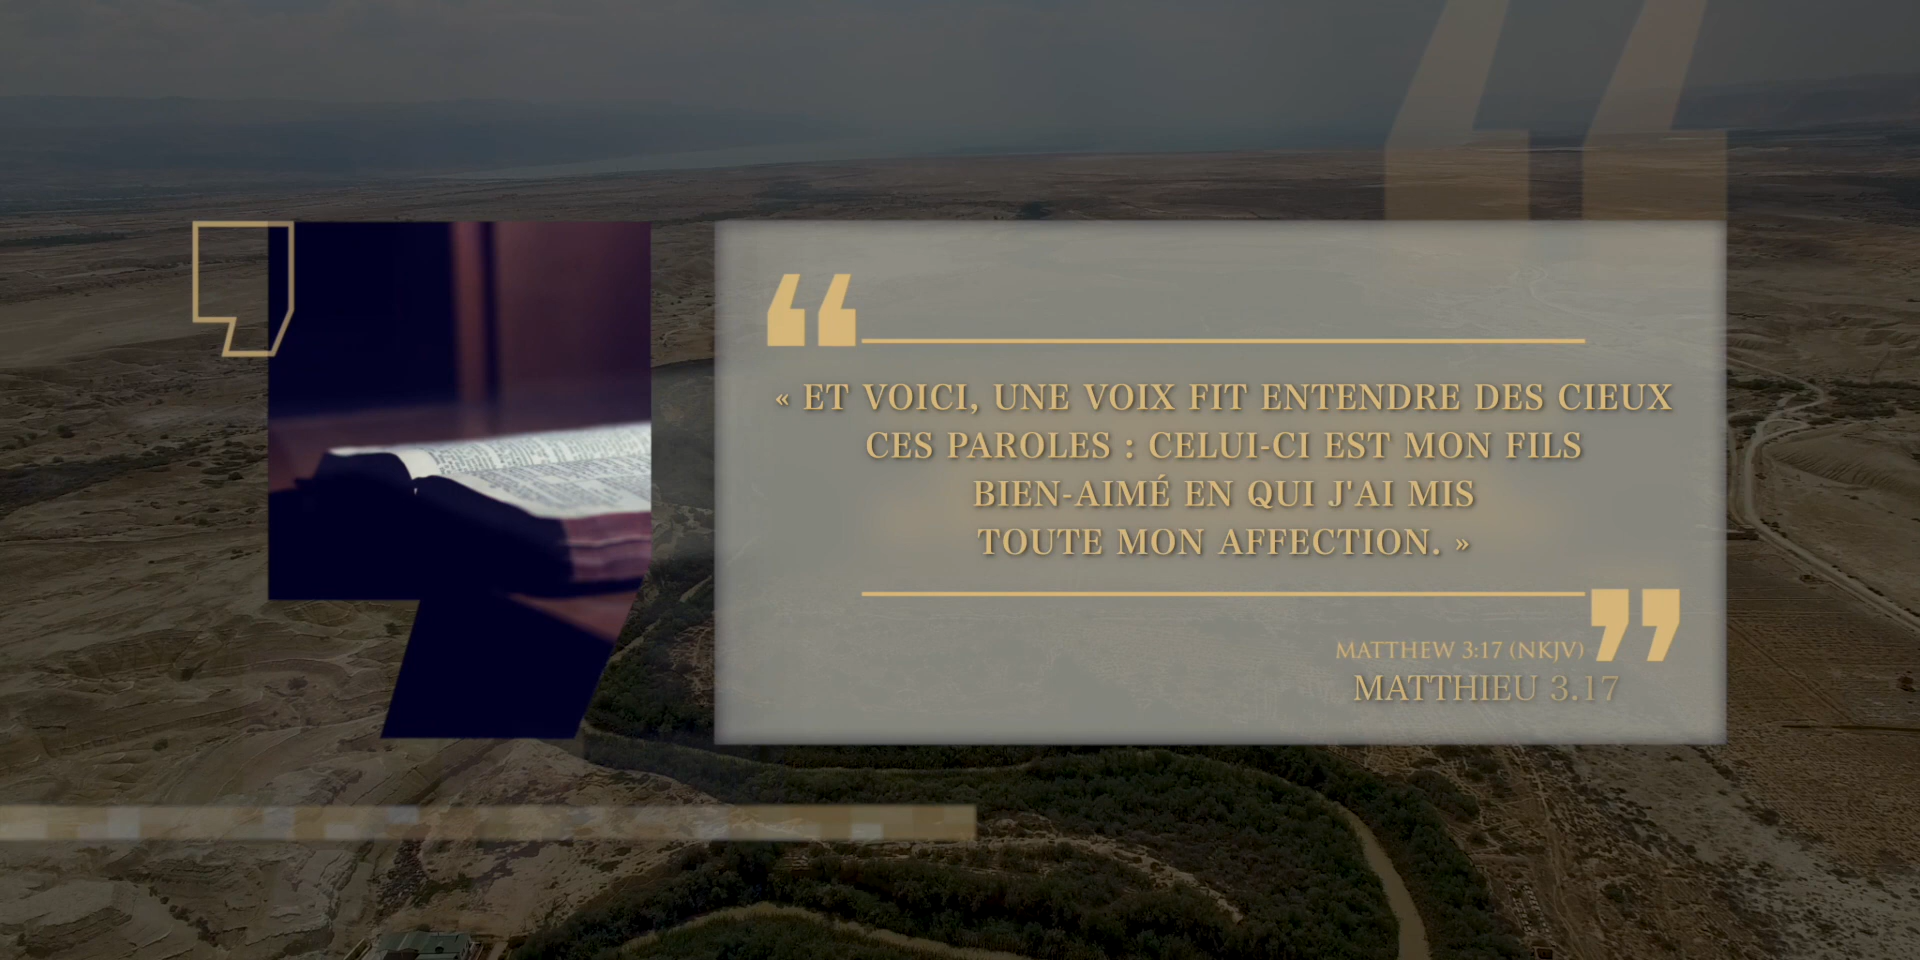 « ET VOICI, UNE VOIX FIT ENTENDRE DES CIEUX
CES PAROLES : CELUI-CI EST MON FILS
BIEN-AIMÉ EN QUI J'AI MIS
TOUTE MON AFFECTION. »
MATTHEW 3:17 (NKJV)
MATTHIEU 3.17